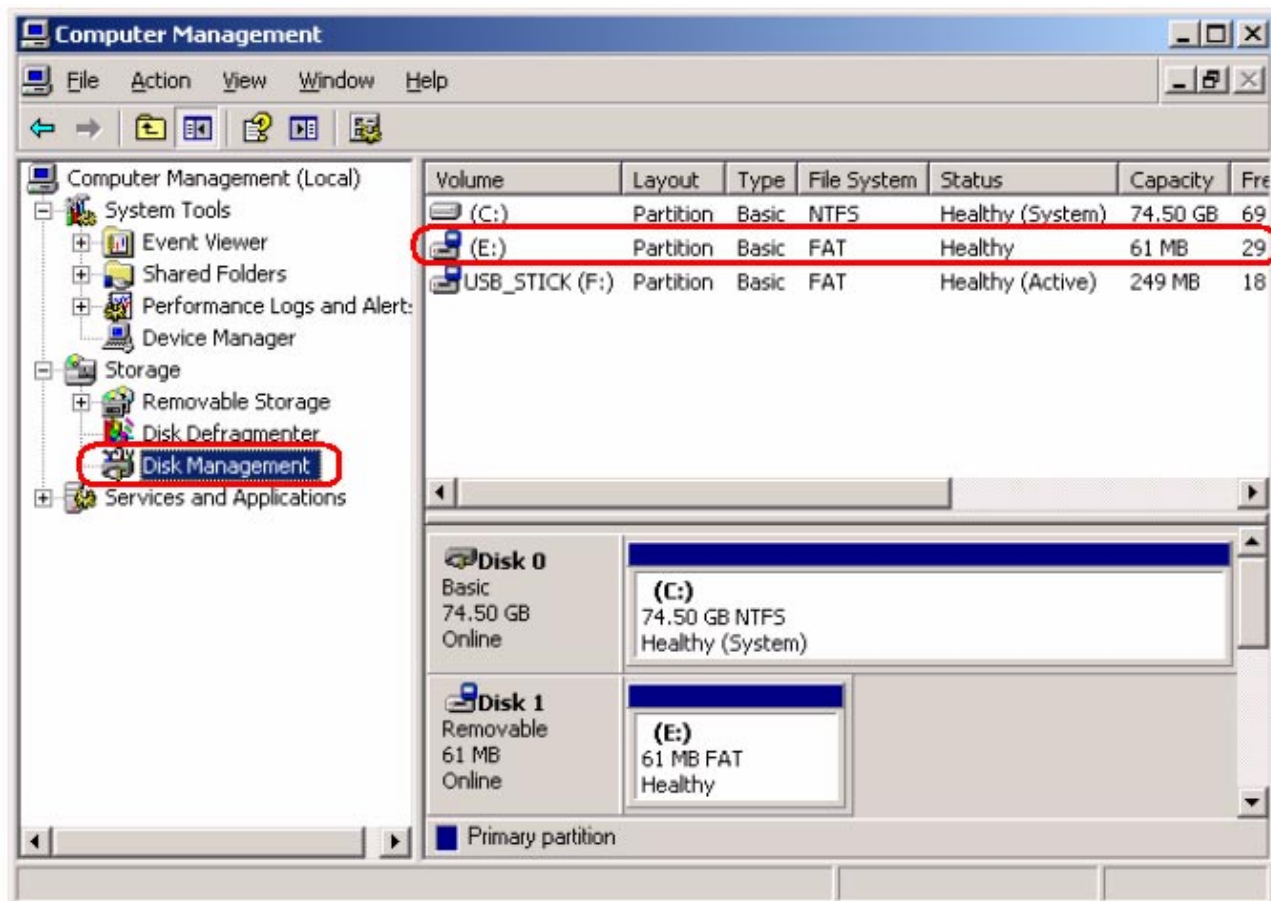 Computer Management
File Action View Window Help
Computer Management (Local)
System Tools
Event Viewer
Shared Folders
Performance Logs and Alert
Device Manager
Storage
Removable Storage
Disk Defragmenter
Disk Management
Services and Applications
Volume Layout Type File System Status Capacity Fre
(C:) Partition Basic NTFS Healthy (System) 74.50 GB 69
(E:) Partition Basic FAT Healthy 61 MB 29
USB_STICK (F:) Partition Basic FAT Healthy (Active) 249 MB 18
Disk 0
Basic
74.50 GB
Online
(C:)
74.50 GB NTFS
Healthy (System)
Disk 1
Removable
61 MB
Online
(E:)
61 MB FAT
Healthy
Primary partition